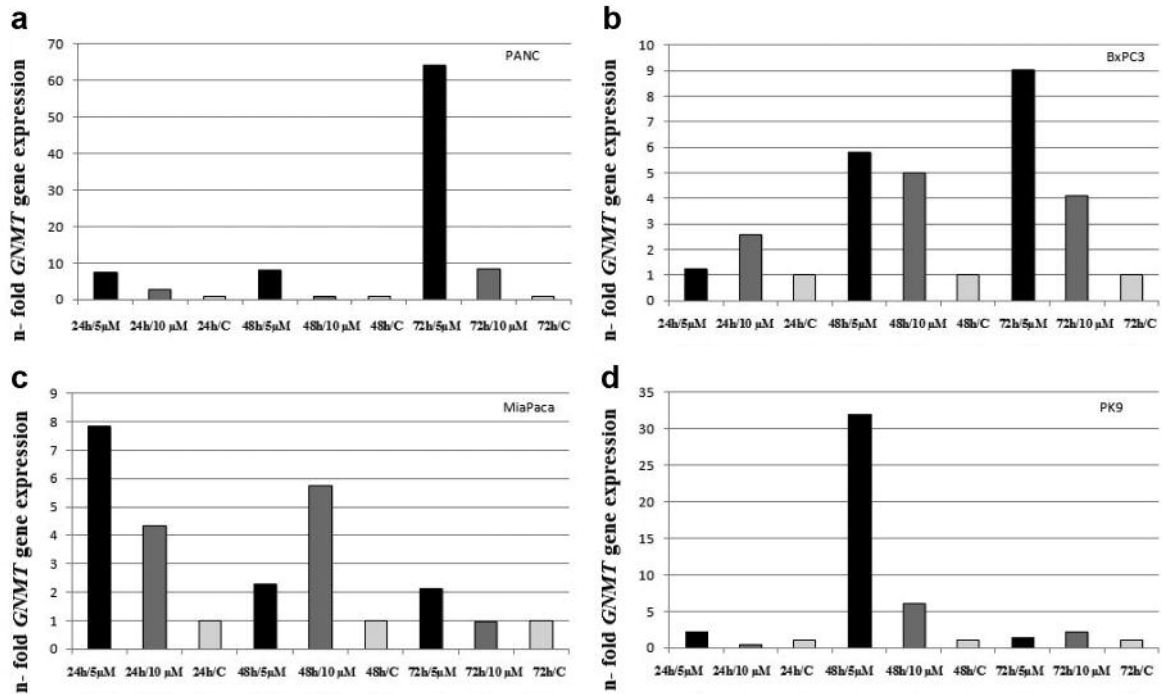 a
PANC
n- fold GNMT gene expression
70
60
50
40
30
20
10
0
24h/5µM 24h/10 µM 24h/C 48h/5µM 48h/10 µM 48h/C 72h/5µM 72h/10 µM 72h/C
b
BxPC3
n- fold GNMT gene expression
10
9
8
7
6
5
4
3
2
1
0
24h/5µM 24h/10 µM 24h/C 48h/5µM 48h/10 µM 48h/C 72h/5µM 72h/10 µM 72h/C
c
MiaPaca
n- fold GNMT gene expression
9
8
7
6
5
4
3
2
1
0
24h/5µM 24h/10 µM 24h/C 48h/5µM 48h/10 µM 48h/C 72h/5µM 72h/10 µM 72h/C
d
PK9
n- fold GNMT gene expression
35
30
25
20
15
10
5
0
24h/5µM 24h/10 µM 24h/C 48h/5µM 48h/10 µM 48h/C 72h/5µM 72h/10 µM 72h/C